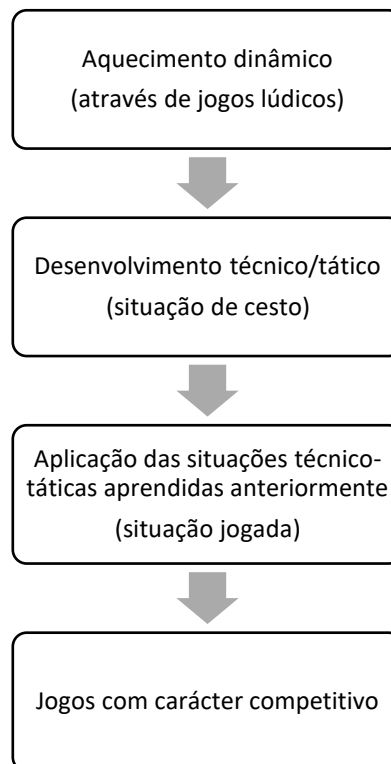 Aquecimento dinâmico
(através de jogos lúdicos)
Desenvolvimento técnico/tático
(situação de cesto)
Aplicação das situações técnico-
táticas aprendidas anteriormente
(situação jogada)
Jogos com carácter competitivo